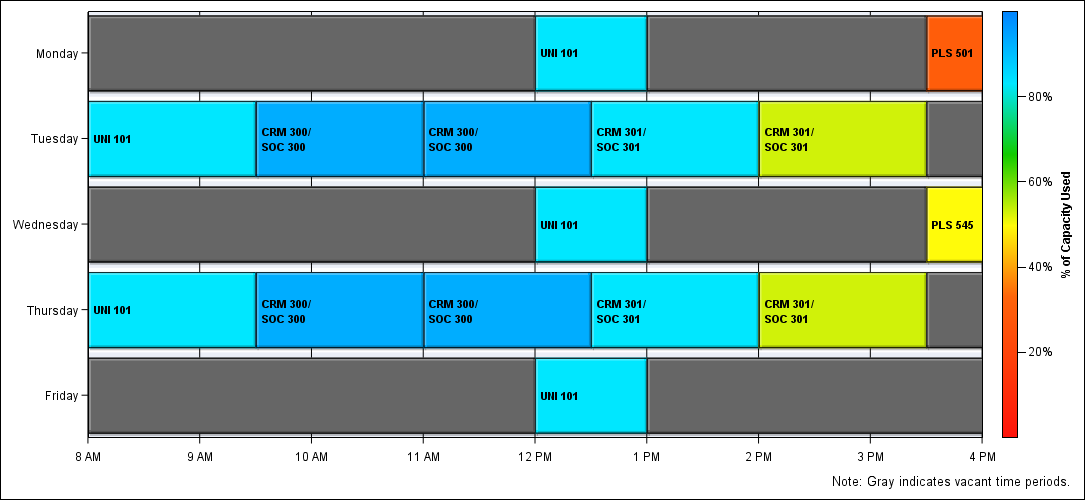 Monday
UNI 101
PLS 501
Tuesday
UNI 101
CRM 300/
SOC 300
CRM 300/
SOC 300
CRM 301/
SOC 301
CRM 301/
SOC 301
Wednesday
UNI 101
PLS 545
Thursday
UNI 101
CRM 300/
SOC 300
CRM 300/
SOC 300
CRM 301/
SOC 301
CRM 301/
SOC 301
Friday
UNI 101
8 AM 9 AM 10 AM 11 AM 12 PM 1 PM 2 PM 3 PM 4 PM
80%
60%
40%
20%
% of Capacity Used
Note: Gray indicates vacant time periods.